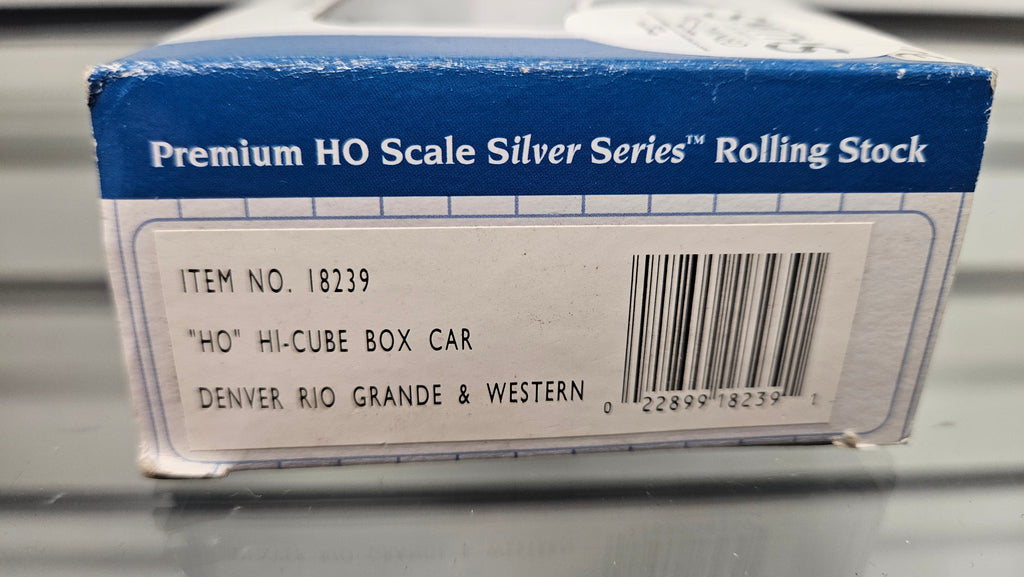 Premium HO Scale Silver Series™ Rolling Stock
ITEM NO. 18239
"HO" HI-CUBE BOX CAR
DENVER RIO GRANDE & WESTERN
0 22899 18239 1